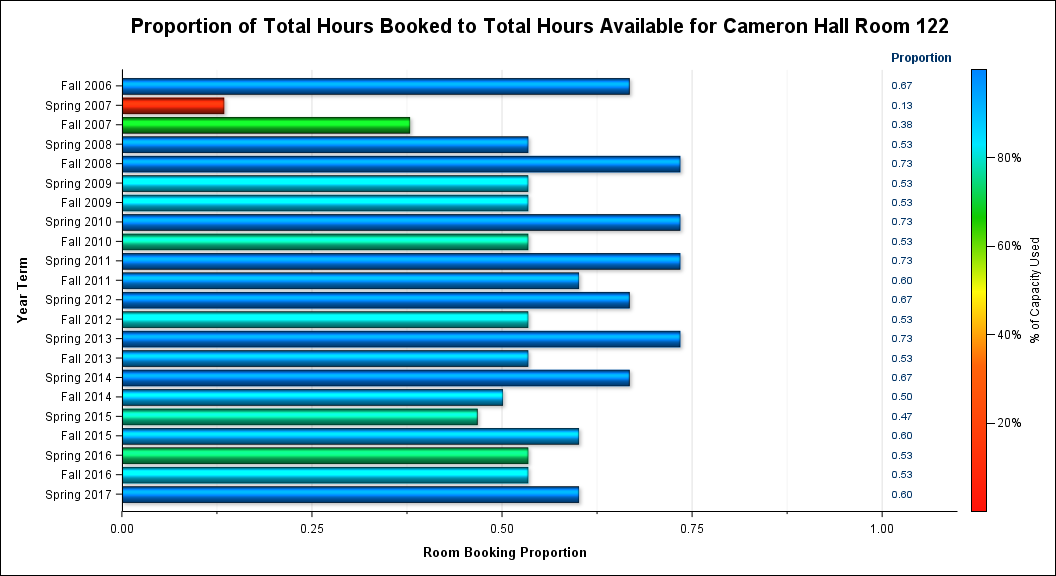 Proportion of Total Hours Booked to Total Hours Available for Cameron Hall Room 122
Proportion
Fall 2006 0.67
Spring 2007 0.13
Fall 2007 0.38
Spring 2008 0.53
Fall 2008 0.73
Spring 2009 0.53
Fall 2009 0.53
Spring 2010 0.73
Fall 2010 0.53
Spring 2011 0.73
Fall 2011 0.60
Spring 2012 0.67
Fall 2012 0.53
Spring 2013 0.73
Fall 2013 0.53
Spring 2014 0.67
Fall 2014 0.50
Spring 2015 0.47
Fall 2015 0.60
Spring 2016 0.53
Fall 2016 0.53
Spring 2017 0.60
Year Term
0.00 0.25 0.50 0.75 1.00
Room Booking Proportion
80%
60%
40%
20%
% of Capacity Used